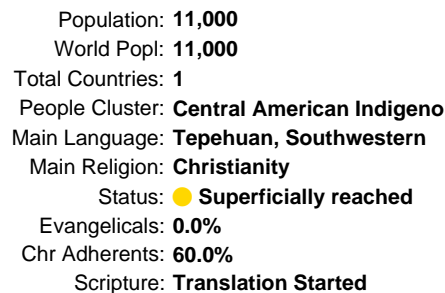 Population: 11,000
World Popl: 11,000
Total Countries: 1
People Cluster: Central American Indigeno
Main Language: Tepehuan, Southwestern
Main Religion: Christianity
Status: Superficially reached
Evangelicals: 0.0%
Chr Adherents: 60.0%
Scripture: Translation Started